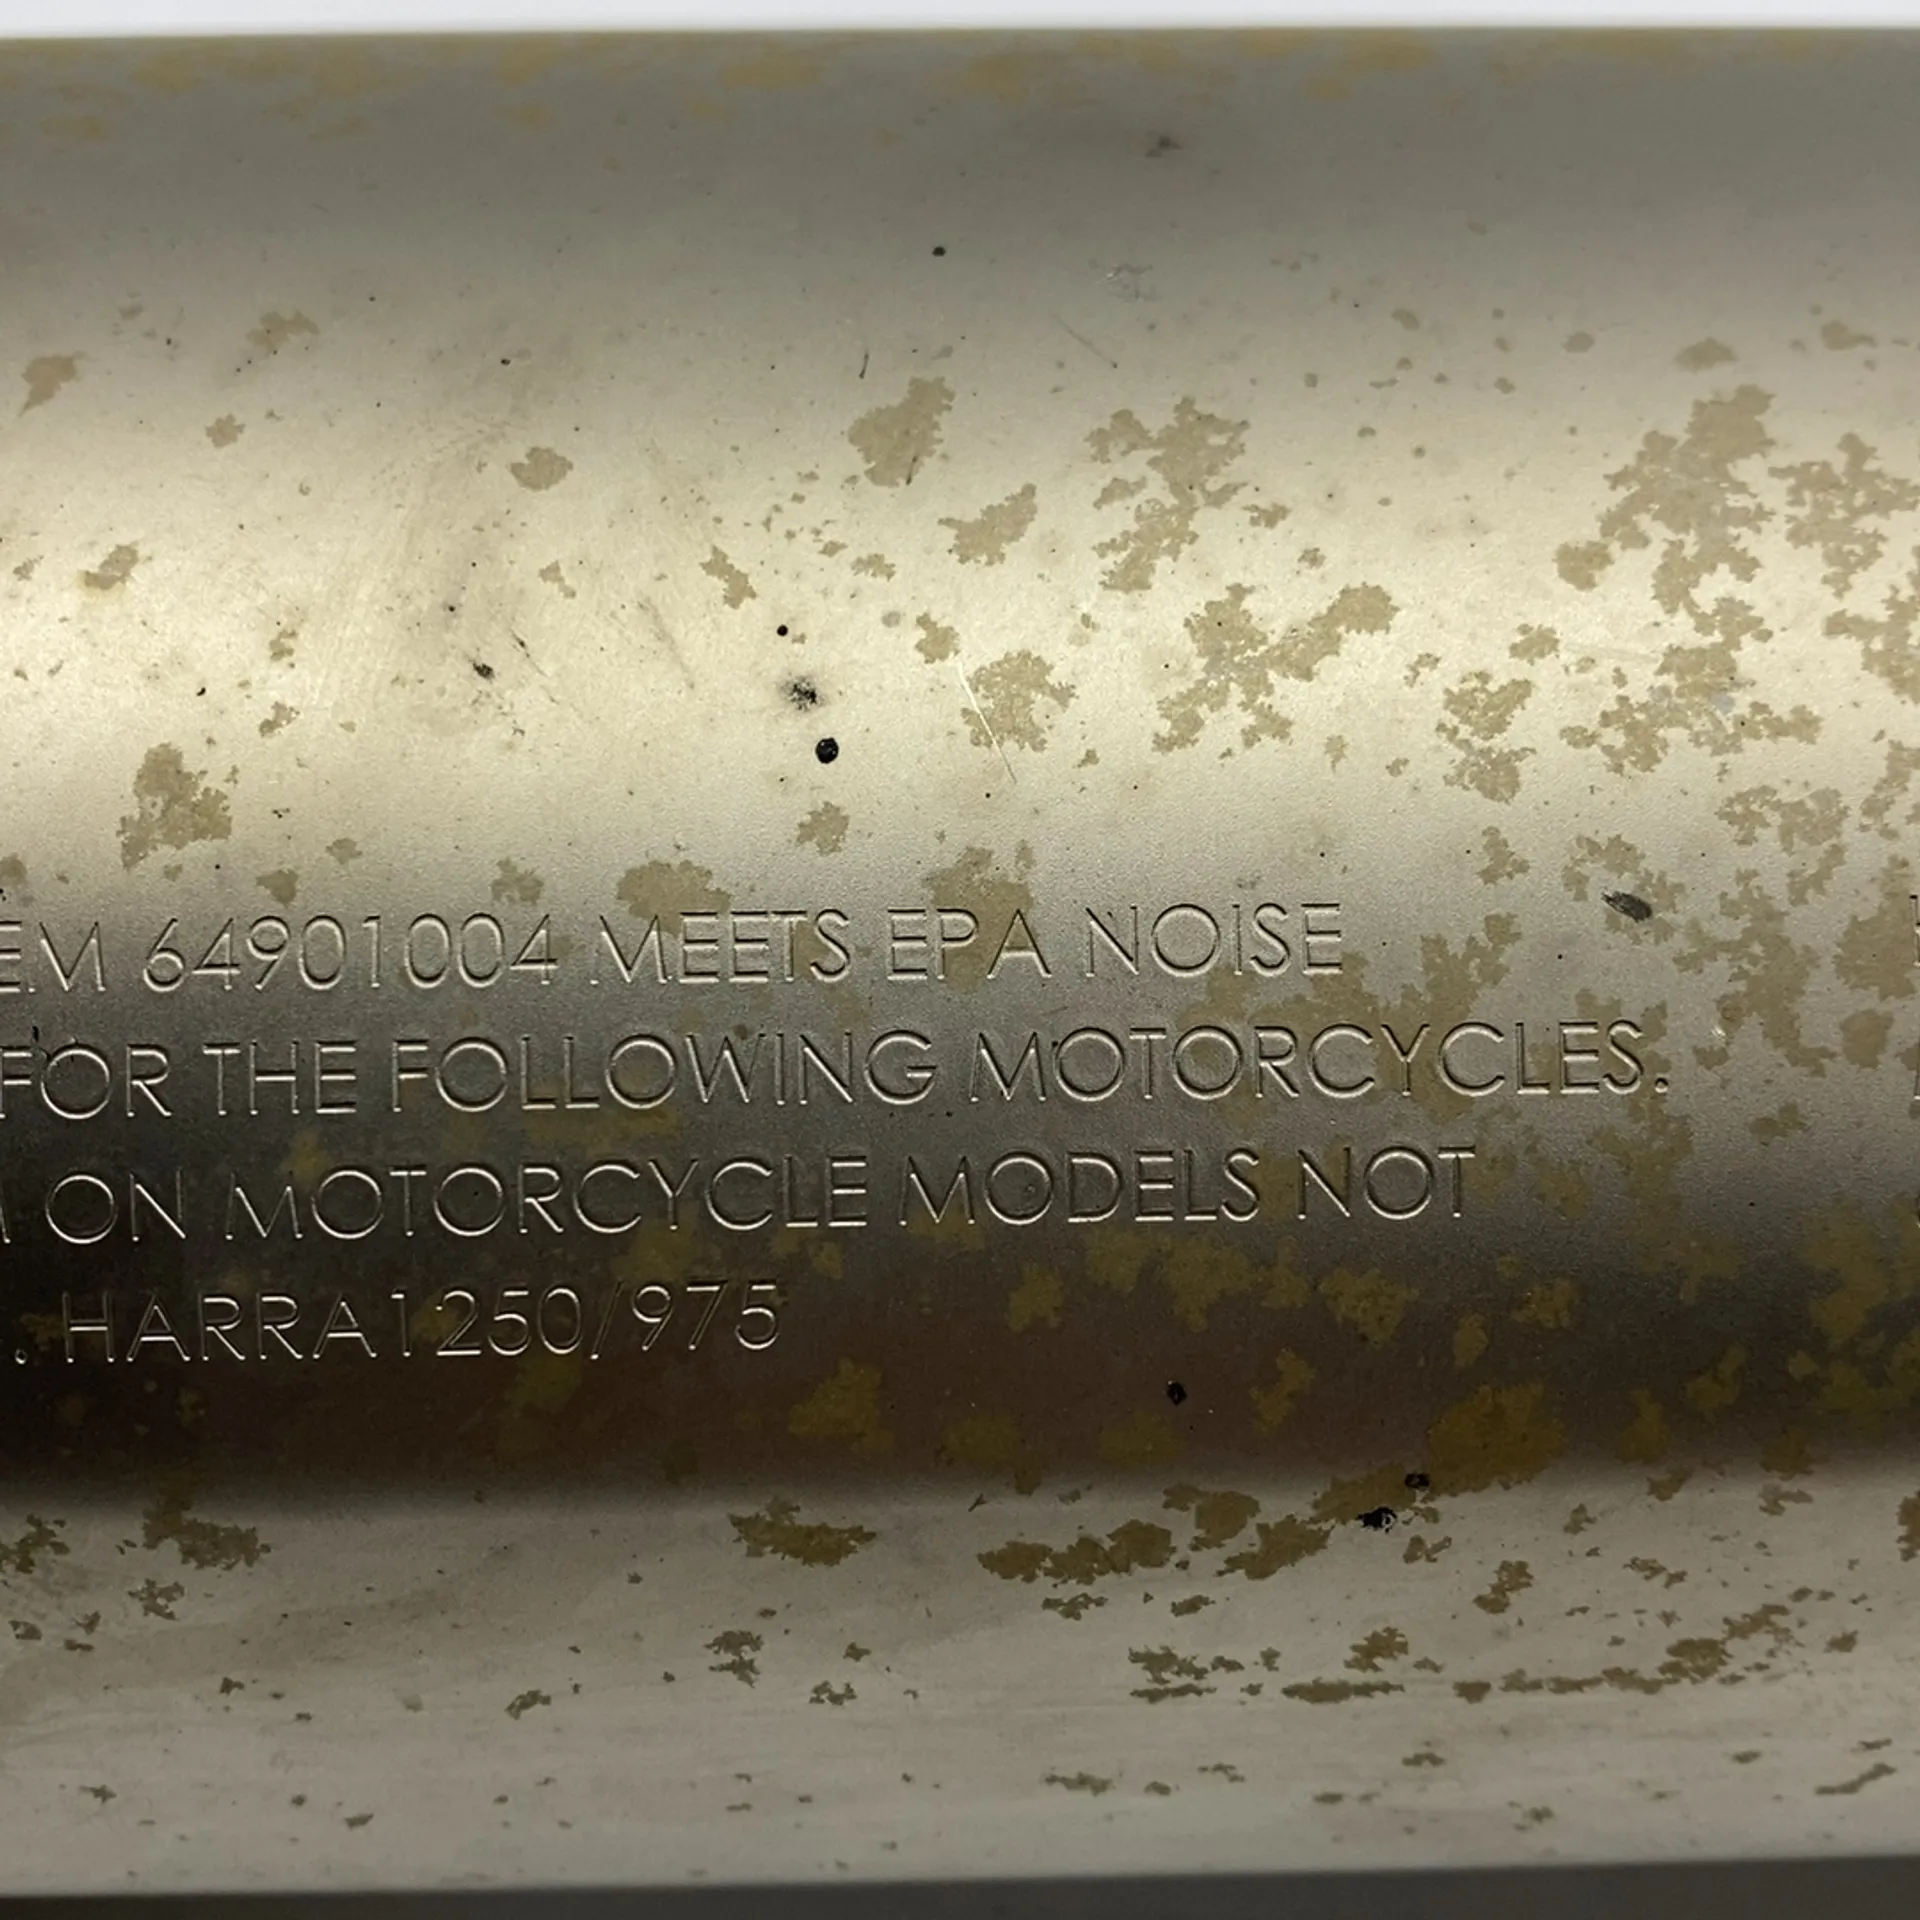 EM 64901004 MEETS EPA NOISE
FOR THE FOLLOWING MOTORCYCLES.
ON MOTORCYCLE MODELS NOT
. HARRA1250/975